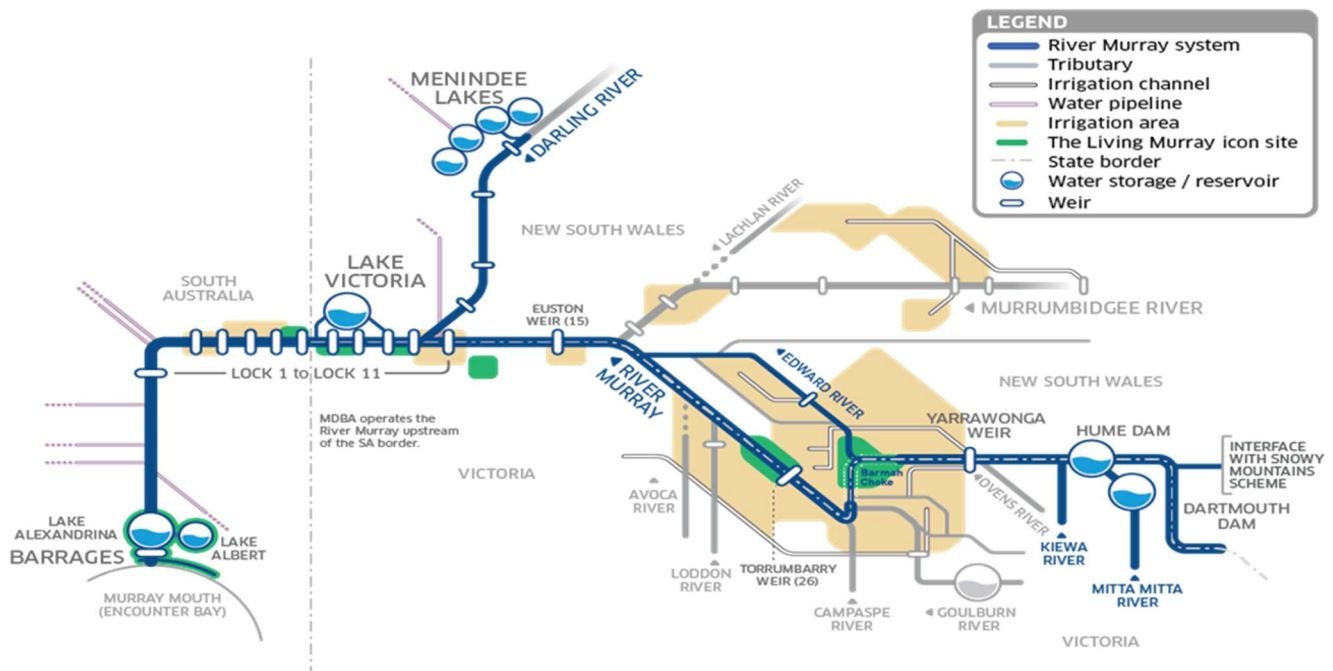 LEGEND
River Murray system
Tributary
Irrigation channel
Water pipeline
Irrigation area
The Living Murray icon site
State border
Water storage / reservoir
Weir
MENINDEE
LAKES
DARLING RIVER
NEW SOUTH WALES
LACHLAN RIVER
LAKE
VICTORIA
SOUTH
AUSTRALIA
EUSTON
WEIR (15)
MURRUMBIDGEE RIVER
LOCK 1 to LOCK 11
RIVER
MURRAY
EDWARD RIVER
NEW SOUTH WALES
MDBA operates the
River Murray upstream
of the SA border.
YARRAWONGA
WEIR
HUME DAM
INTERFACE
WITH SNOWY
MOUNTAINS
SCHEME
VICTORIA
Barmah
Choke
OVENS RIVER
AVOCA
RIVER
DARTMOUTH
DAM
LAKE
ALEXANDRINA
BARRAGES
LAKE
ALBERT
KIEWA
RIVER
LODDON
RIVER
TORRUMBARRY
WEIR (26)
MITTA MITTA
RIVER
MURRAY MOUTH
(ENCOUNTER BAY)
CAMPASPE
RIVER
GOULBURN
RIVER
VICTORIA